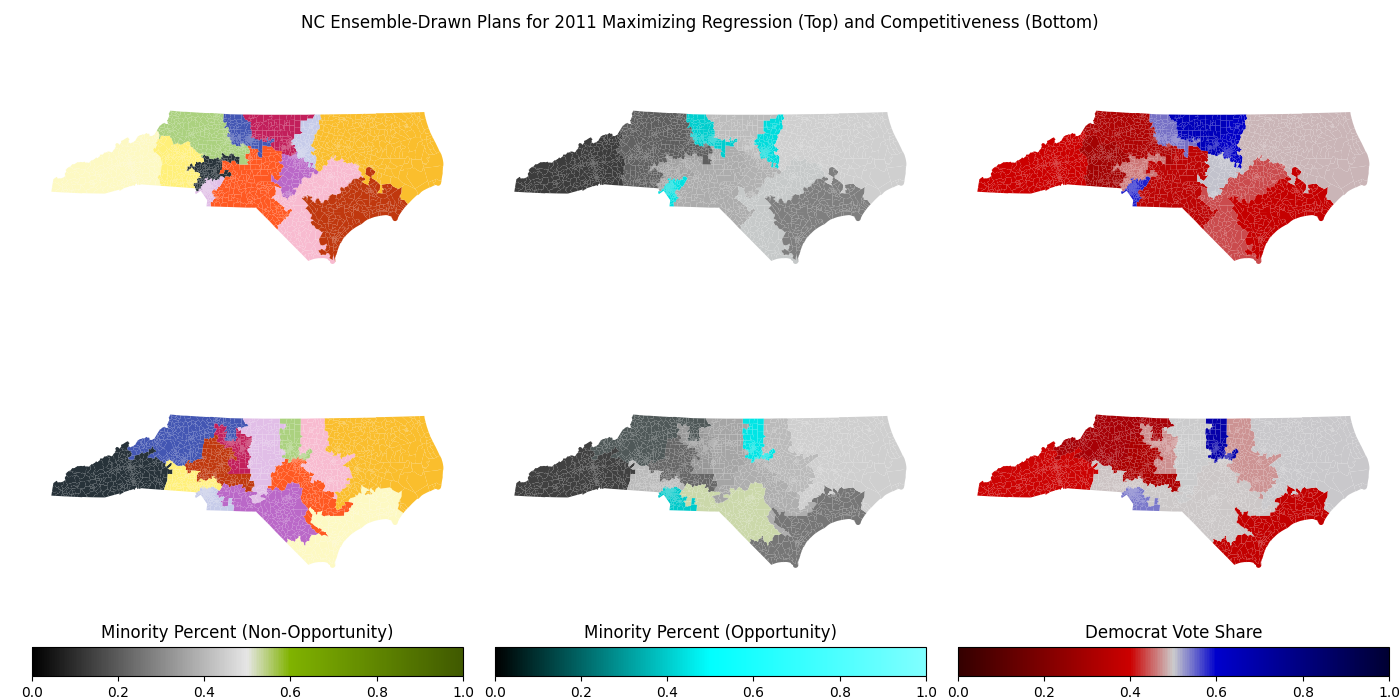 NC Ensemble-Drawn Plans for 2011 Maximizing Regression (Top) and Competitiveness (Bottom)
Minority Percent (Non-Opportunity)
0.0 0.2 0.4 0.6 0.8 1.0
Minority Percent (Opportunity)
0.0 0.2 0.4 0.6 0.8 1.0
Democrat Vote Share
0.0 0.2 0.4 0.6 0.8 1.0